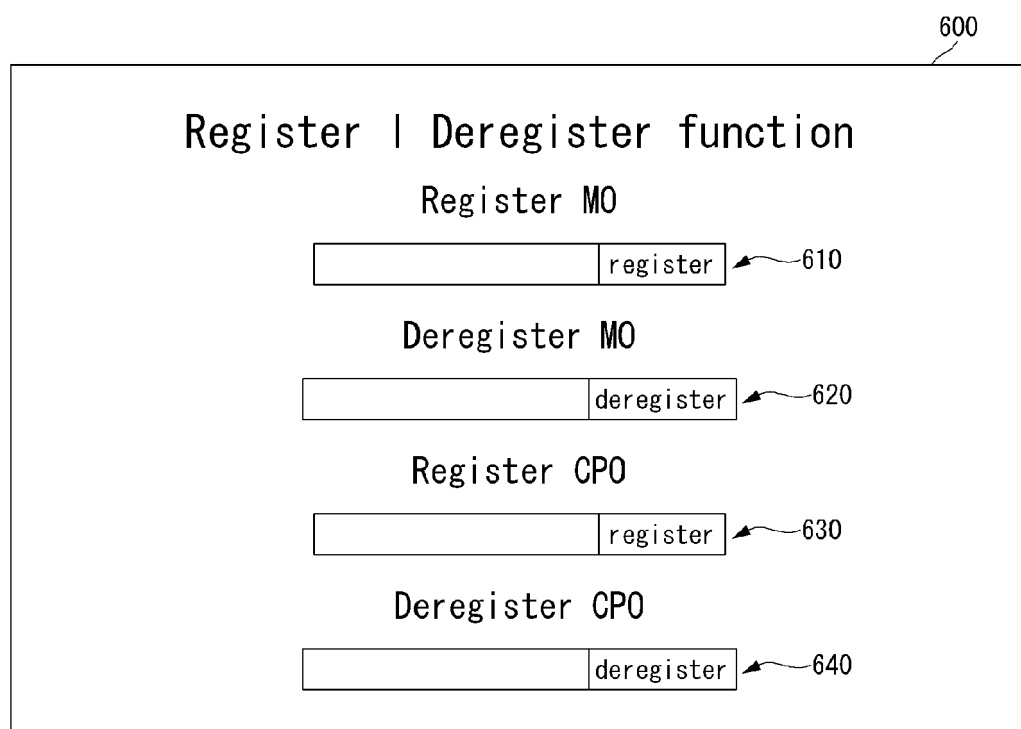 600
Register | Deregister function
Register MO
register 610
Deregister MO
deregister 620
Register CPO
register 630
Deregister CPO
deregister 640